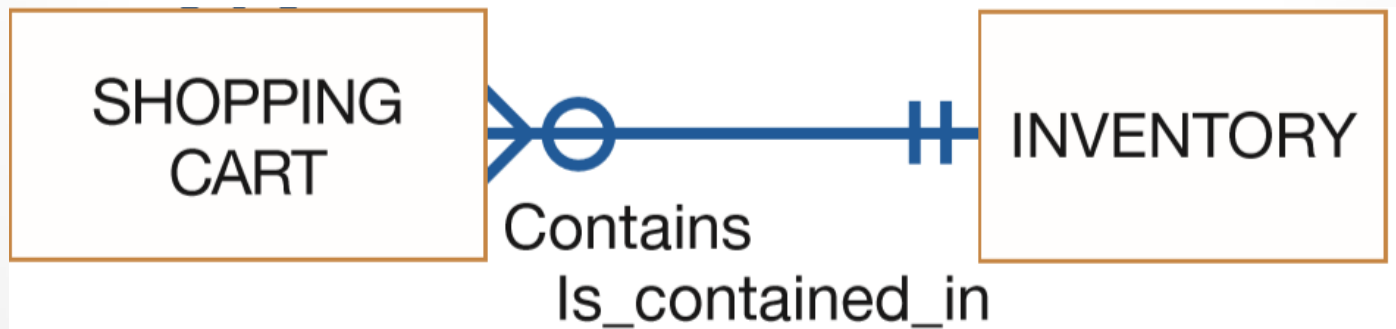 SHOPPING
CART
INVENTORY
Contains
Is_contained_in